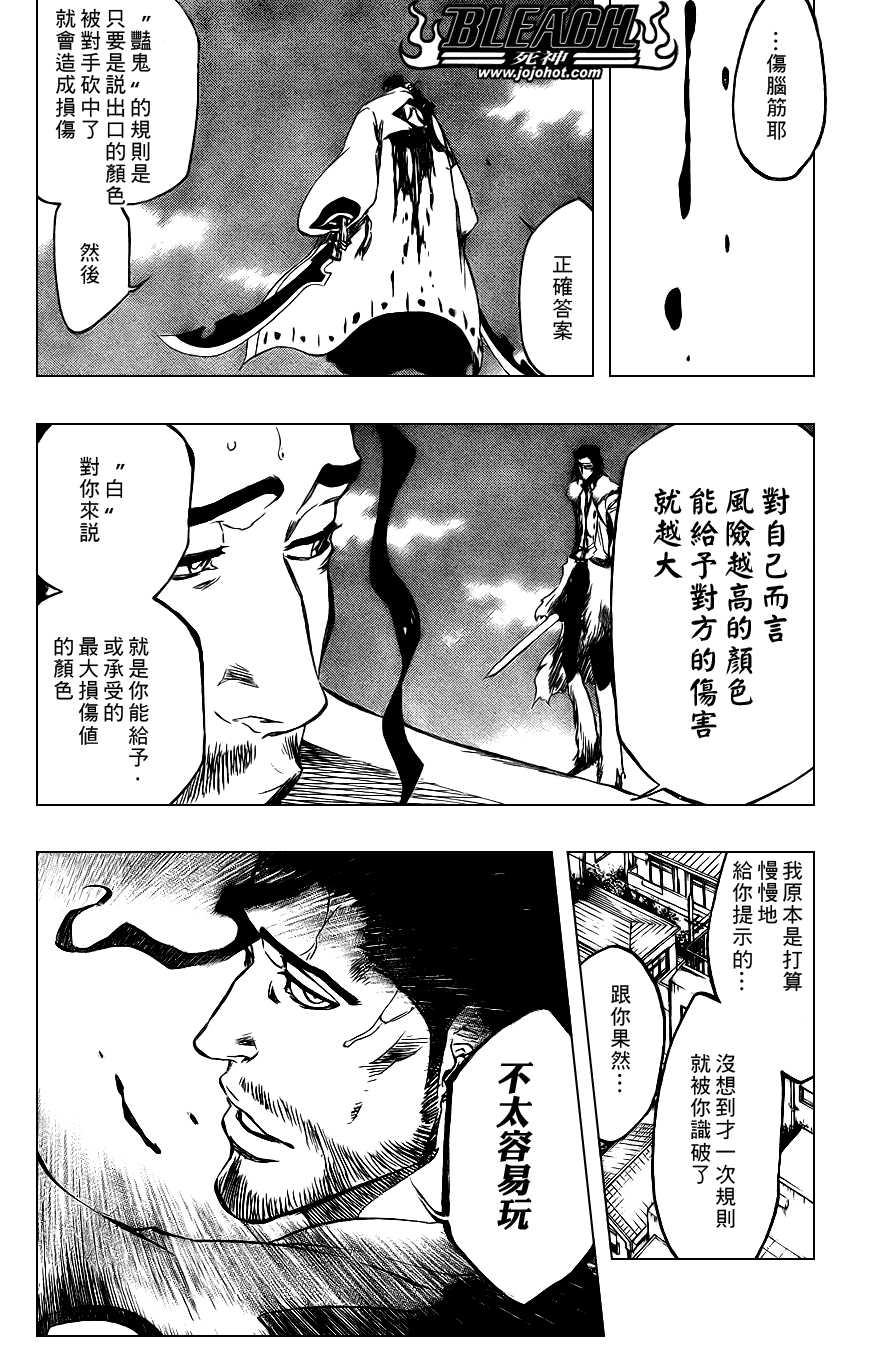 BLEACH
死神
www.jojohot.com
…傷腦筋耶
正確答案
〞豔鬼〝的規則是
只要是説出口的顏色
被對手砍中了
就會造成損傷
然後
對自己而言
風險越高的顏色
能給予對方的傷害
就越大
〞白〝
對你來説
就是你能給予．
或承受的
最大損傷値
的顏色
我原本是打算
慢慢地
給你提示的…
沒想到才一次規則
就被你識破了
跟你果然…
不太容易玩